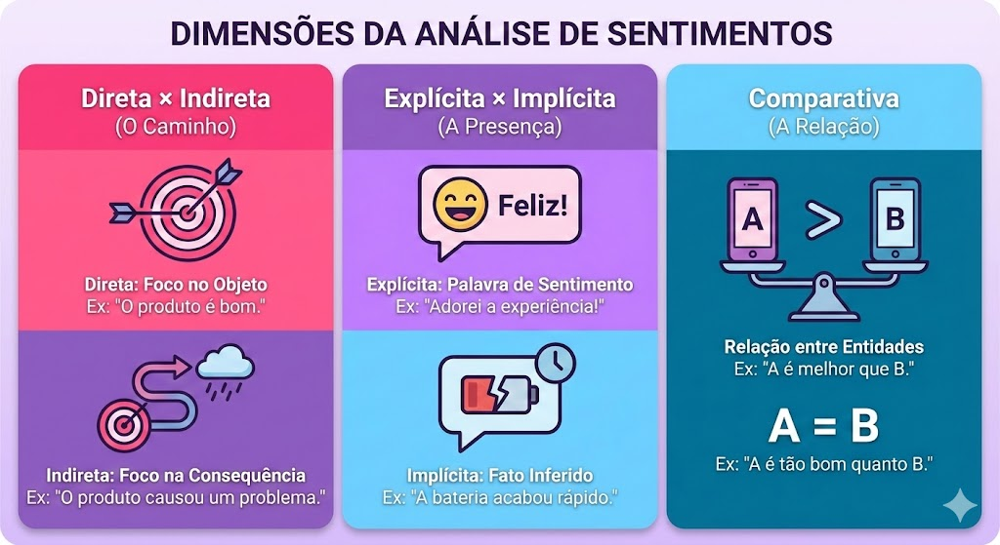 DIMENSÕES DA ANÁLISE DE SENTIMENTOS
Direta × Indireta
(O Caminho)
Direta: Foco no Objeto
Ex: "O produto é bom."
Indireta: Foco na Consequência
Ex: "O produto causou um problema."
Explícita × Implícita
(A Presença)
Feliz!
Explícita: Palavra de Sentimento
Ex: "Adorei a experiência!"
Implícita: Fato Inferido
Ex: "A bateria acabou rápido."
Comparativa
(A Relação)
A > B
Relação entre Entidades
Ex: "A é melhor que B."
A = B
Ex: "A é tão bom quanto B."